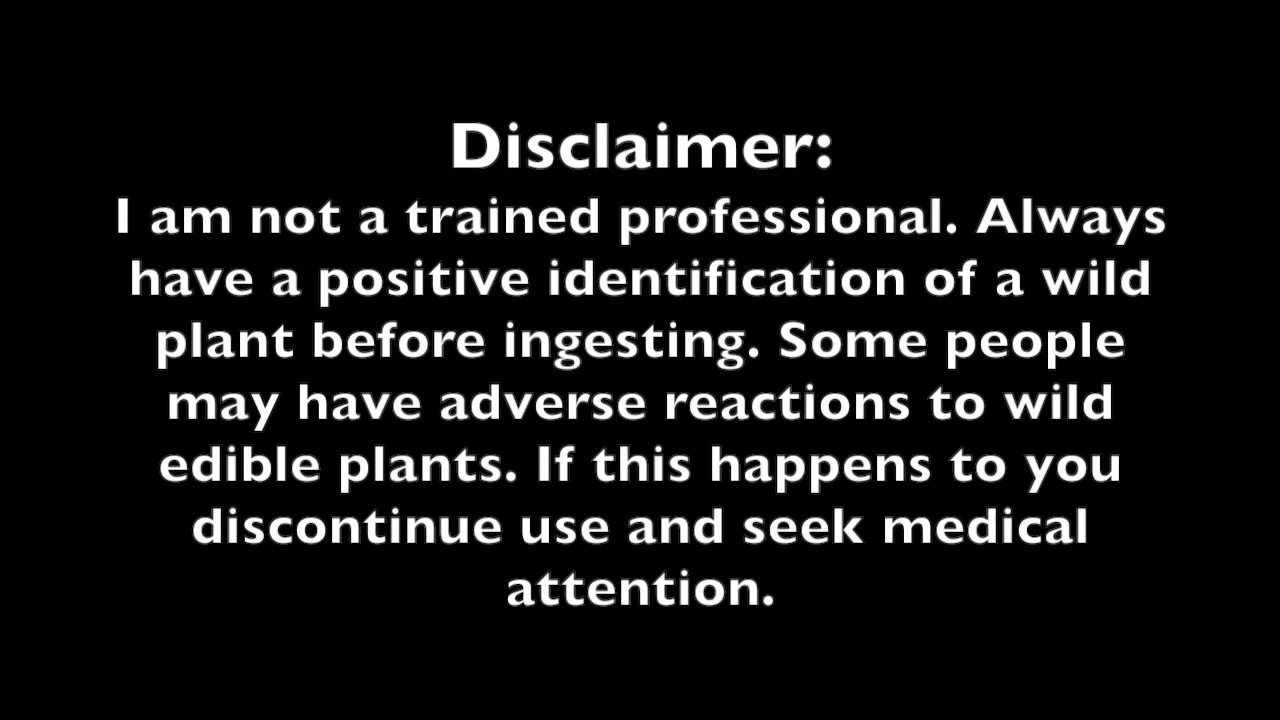 Disclaimer:
I am not a trained professional. Always
have a positive identification of a wild
plant before ingesting. Some people
may have adverse reactions to wild
edible plants. If this happens to you
discontinue use and seek medical
attention.